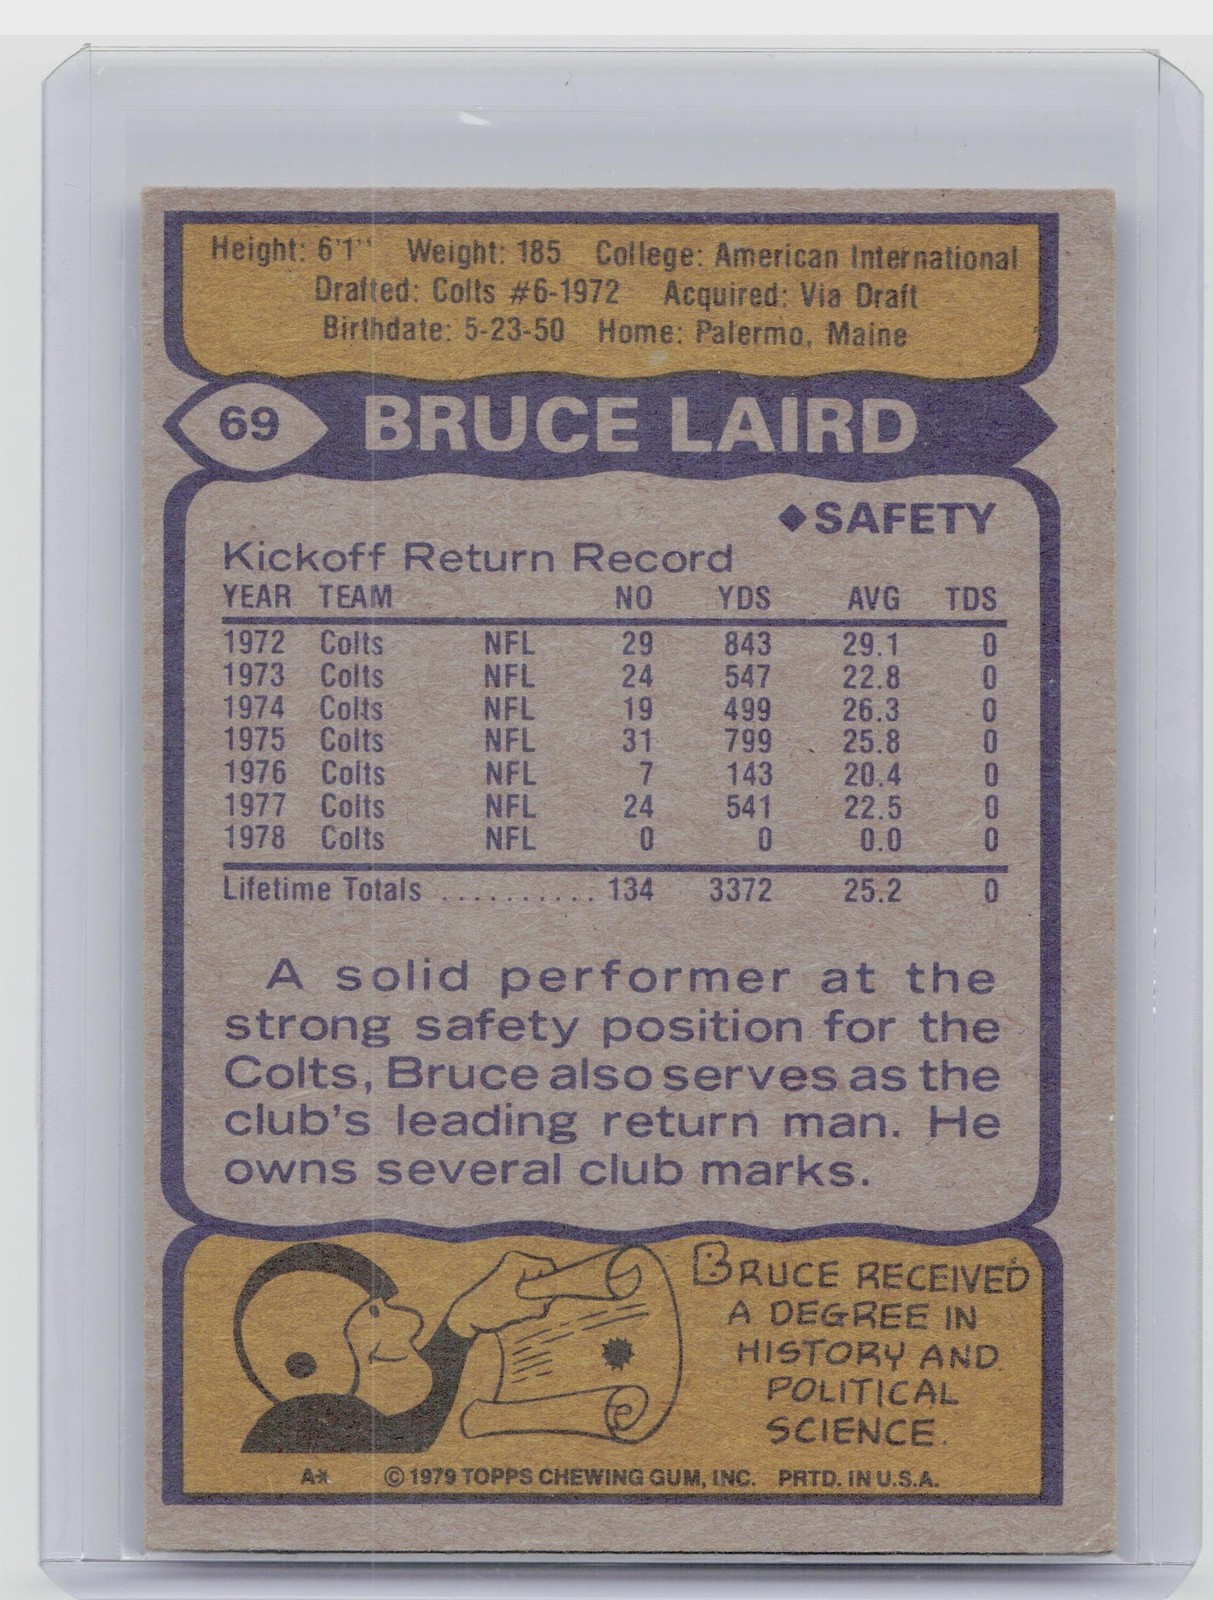 Height: 6'1'' Weight: 185 College: American International
Drafted: Colts #6-1972 Acquired: Via Draft
Birthdate: 5-23-50 Home: Palermo, Maine
69 BRUCE LAIRD
◆SAFETY
Kickoff Return Record
YEAR TEAM NO YDS AVG TDS
1972 Colts NFL 29 843 29.1 0
1973 Colts NFL 24 547 22.8 0
1974 Colts NFL 19 499 26.3 0
1975 Colts NFL 31 799 25.8 0
1976 Colts NFL 7 143 20.4 0
1977 Colts NFL 24 541 22.5 0
1978 Colts NFL 0 0 0.0 0
Lifetime Totals .......... 134 3372 25.2 0
A solid performer at the
strong safety position for the
Colts, Bruce also serves as the
club's leading return man. He
owns several club marks.
BRUCE RECEIVED
A DEGREE IN
HISTORY AND
POLITICAL
SCIENCE.
A* © 1979 TOPPS CHEWING GUM, INC. PRTD. IN U.S.A.